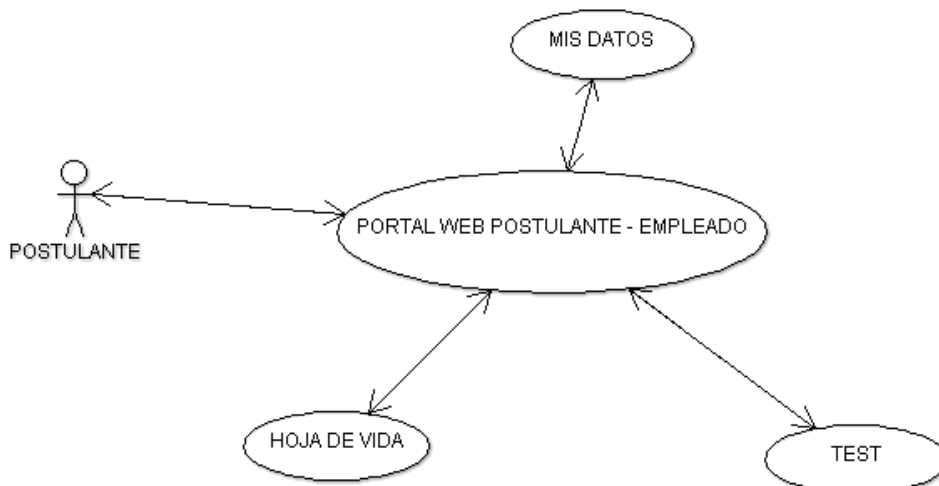 MIS DATOS
PORTAL WEB POSTULANTE - EMPLEADO
POSTULANTE
HOJA DE VIDA
TEST